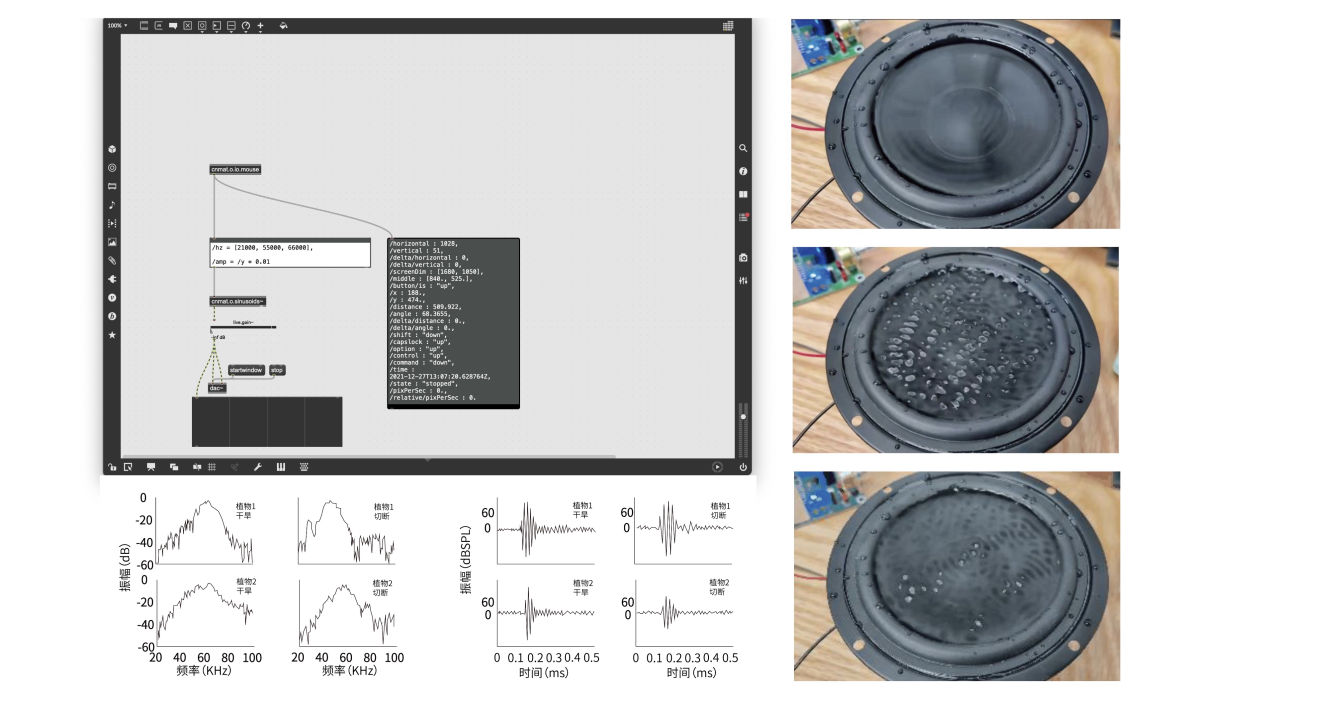 100%
cnmat.o.io.mouse
/hz = [21000, 55000, 66000],
/amp = /y * 0.01
cnmat.o.sinusoids~
live.gain~
-inf dB
startwindow
stop
dac~
/horizontal : 1028,
/vertical : 51,
/delta/horizontal : 0,
/delta/vertical : 0,
/screenDim : [1680, 1050],
/middle : [840., 525.],
/button/is : "up",
/x : 188.,
/y : 474.,
/distance : 509.922,
/angle : 68.3655,
/delta/distance : 0.,
/delta/angle : 0.,
/shift : "down",
/capslock : "up",
/option : "up",
/control : "up",
/command : "down",
/time :
2021-12-27T13:07:20.628764Z,
/state : "stopped",
/pixPerSec : 0.,
/relative/pixPerSec : 0.
振幅 (dB)
0
-20
-40
-60
植物1
干旱
植物1
切断
0
-20
-40
-60
植物2
干旱
植物2
切断
20 40 60 80 100
频率 (KHz)
20 40 60 80 100
频率 (KHz)
振幅 (dBSPL)
60
0
植物1
干旱
60
0
植物1
切断
60
0
植物2
干旱
60
0
植物2
切断
0 0.1 0.2 0.3 0.4 0.5
时间 (ms)
0 0.1 0.2 0.3 0.4 0.5
时间 (ms)